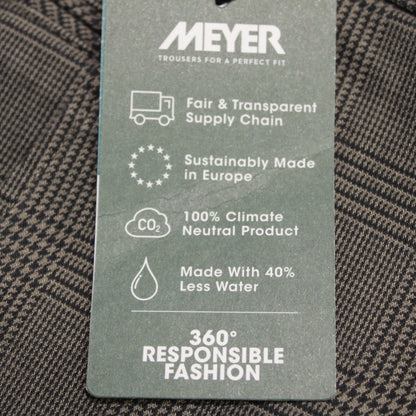 MEYER
TROUSERS FOR A PERFECT FIT
Fair & Transparent
Supply Chain
Sustainably Made
in Europe
CO₂
100% Climate
Neutral Product
Made With 40%
Less Water
360°
RESPONSIBLE
FASHION